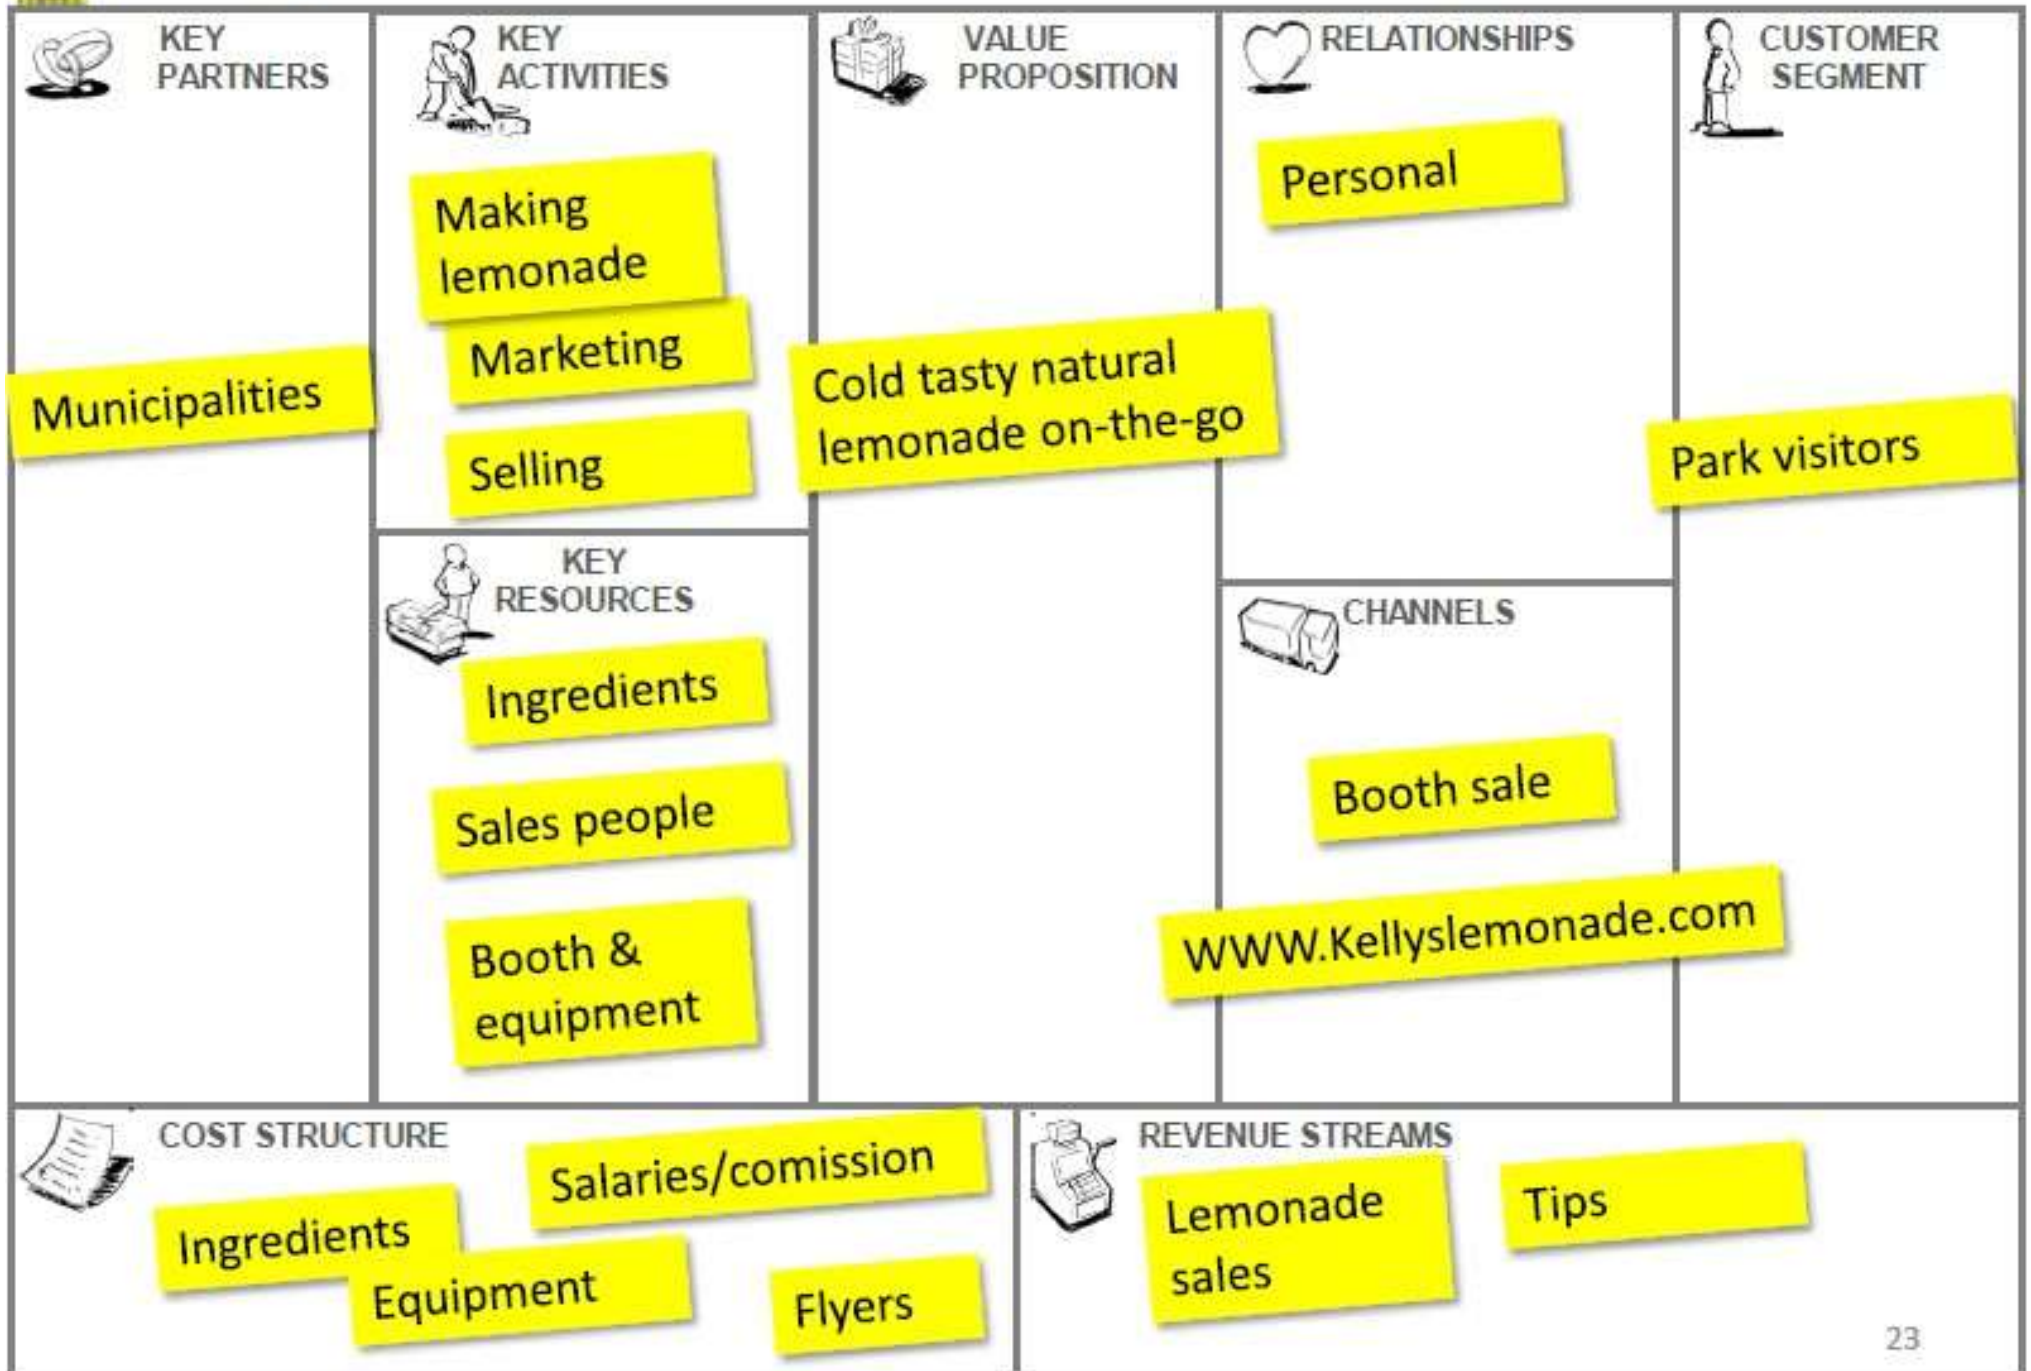 KEY
PARTNERS
Municipalities
KEY
ACTIVITIES
Making
lemonade
Marketing
Selling
KEY
RESOURCES
Ingredients
Sales people
Booth &
equipment
VALUE
PROPOSITION
Cold tasty natural
lemonade on-the-go
RELATIONSHIPS
Personal
CHANNELS
Booth sale
WWW.Kellyslemonade.com
CUSTOMER
SEGMENT
Park visitors
COST STRUCTURE
Salaries/comission
Ingredients
Equipment
Flyers
REVENUE STREAMS
Lemonade
sales
Tips
23